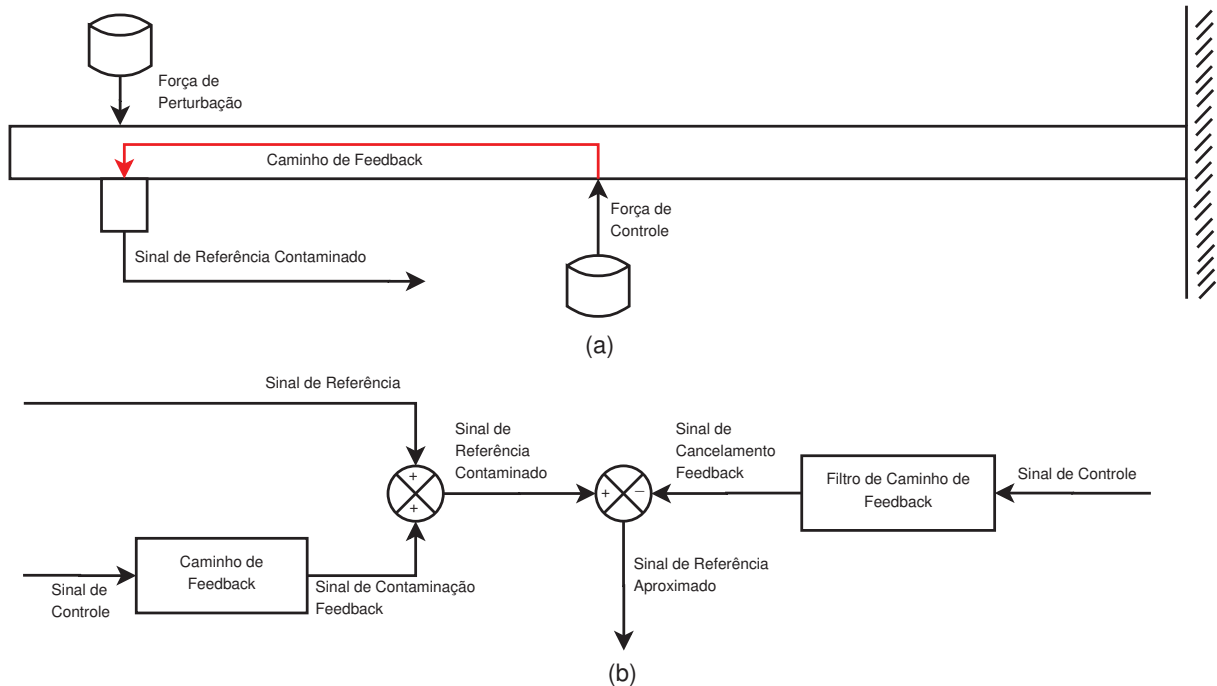 Força de
Perturbação
Caminho de Feedback
Força de
Controle
Sinal de Referência Contaminado
(a)
Sinal de Referência
Sinal de
Referência
Contaminado
Sinal de
Cancelamento
Feedback
Filtro de Caminho de
Feedback
Sinal de Controle
+
+
+
−
Caminho de
Feedback
Sinal de
Controle
Sinal de Contaminação
Feedback
Sinal de Referência
Aproximado
(b)